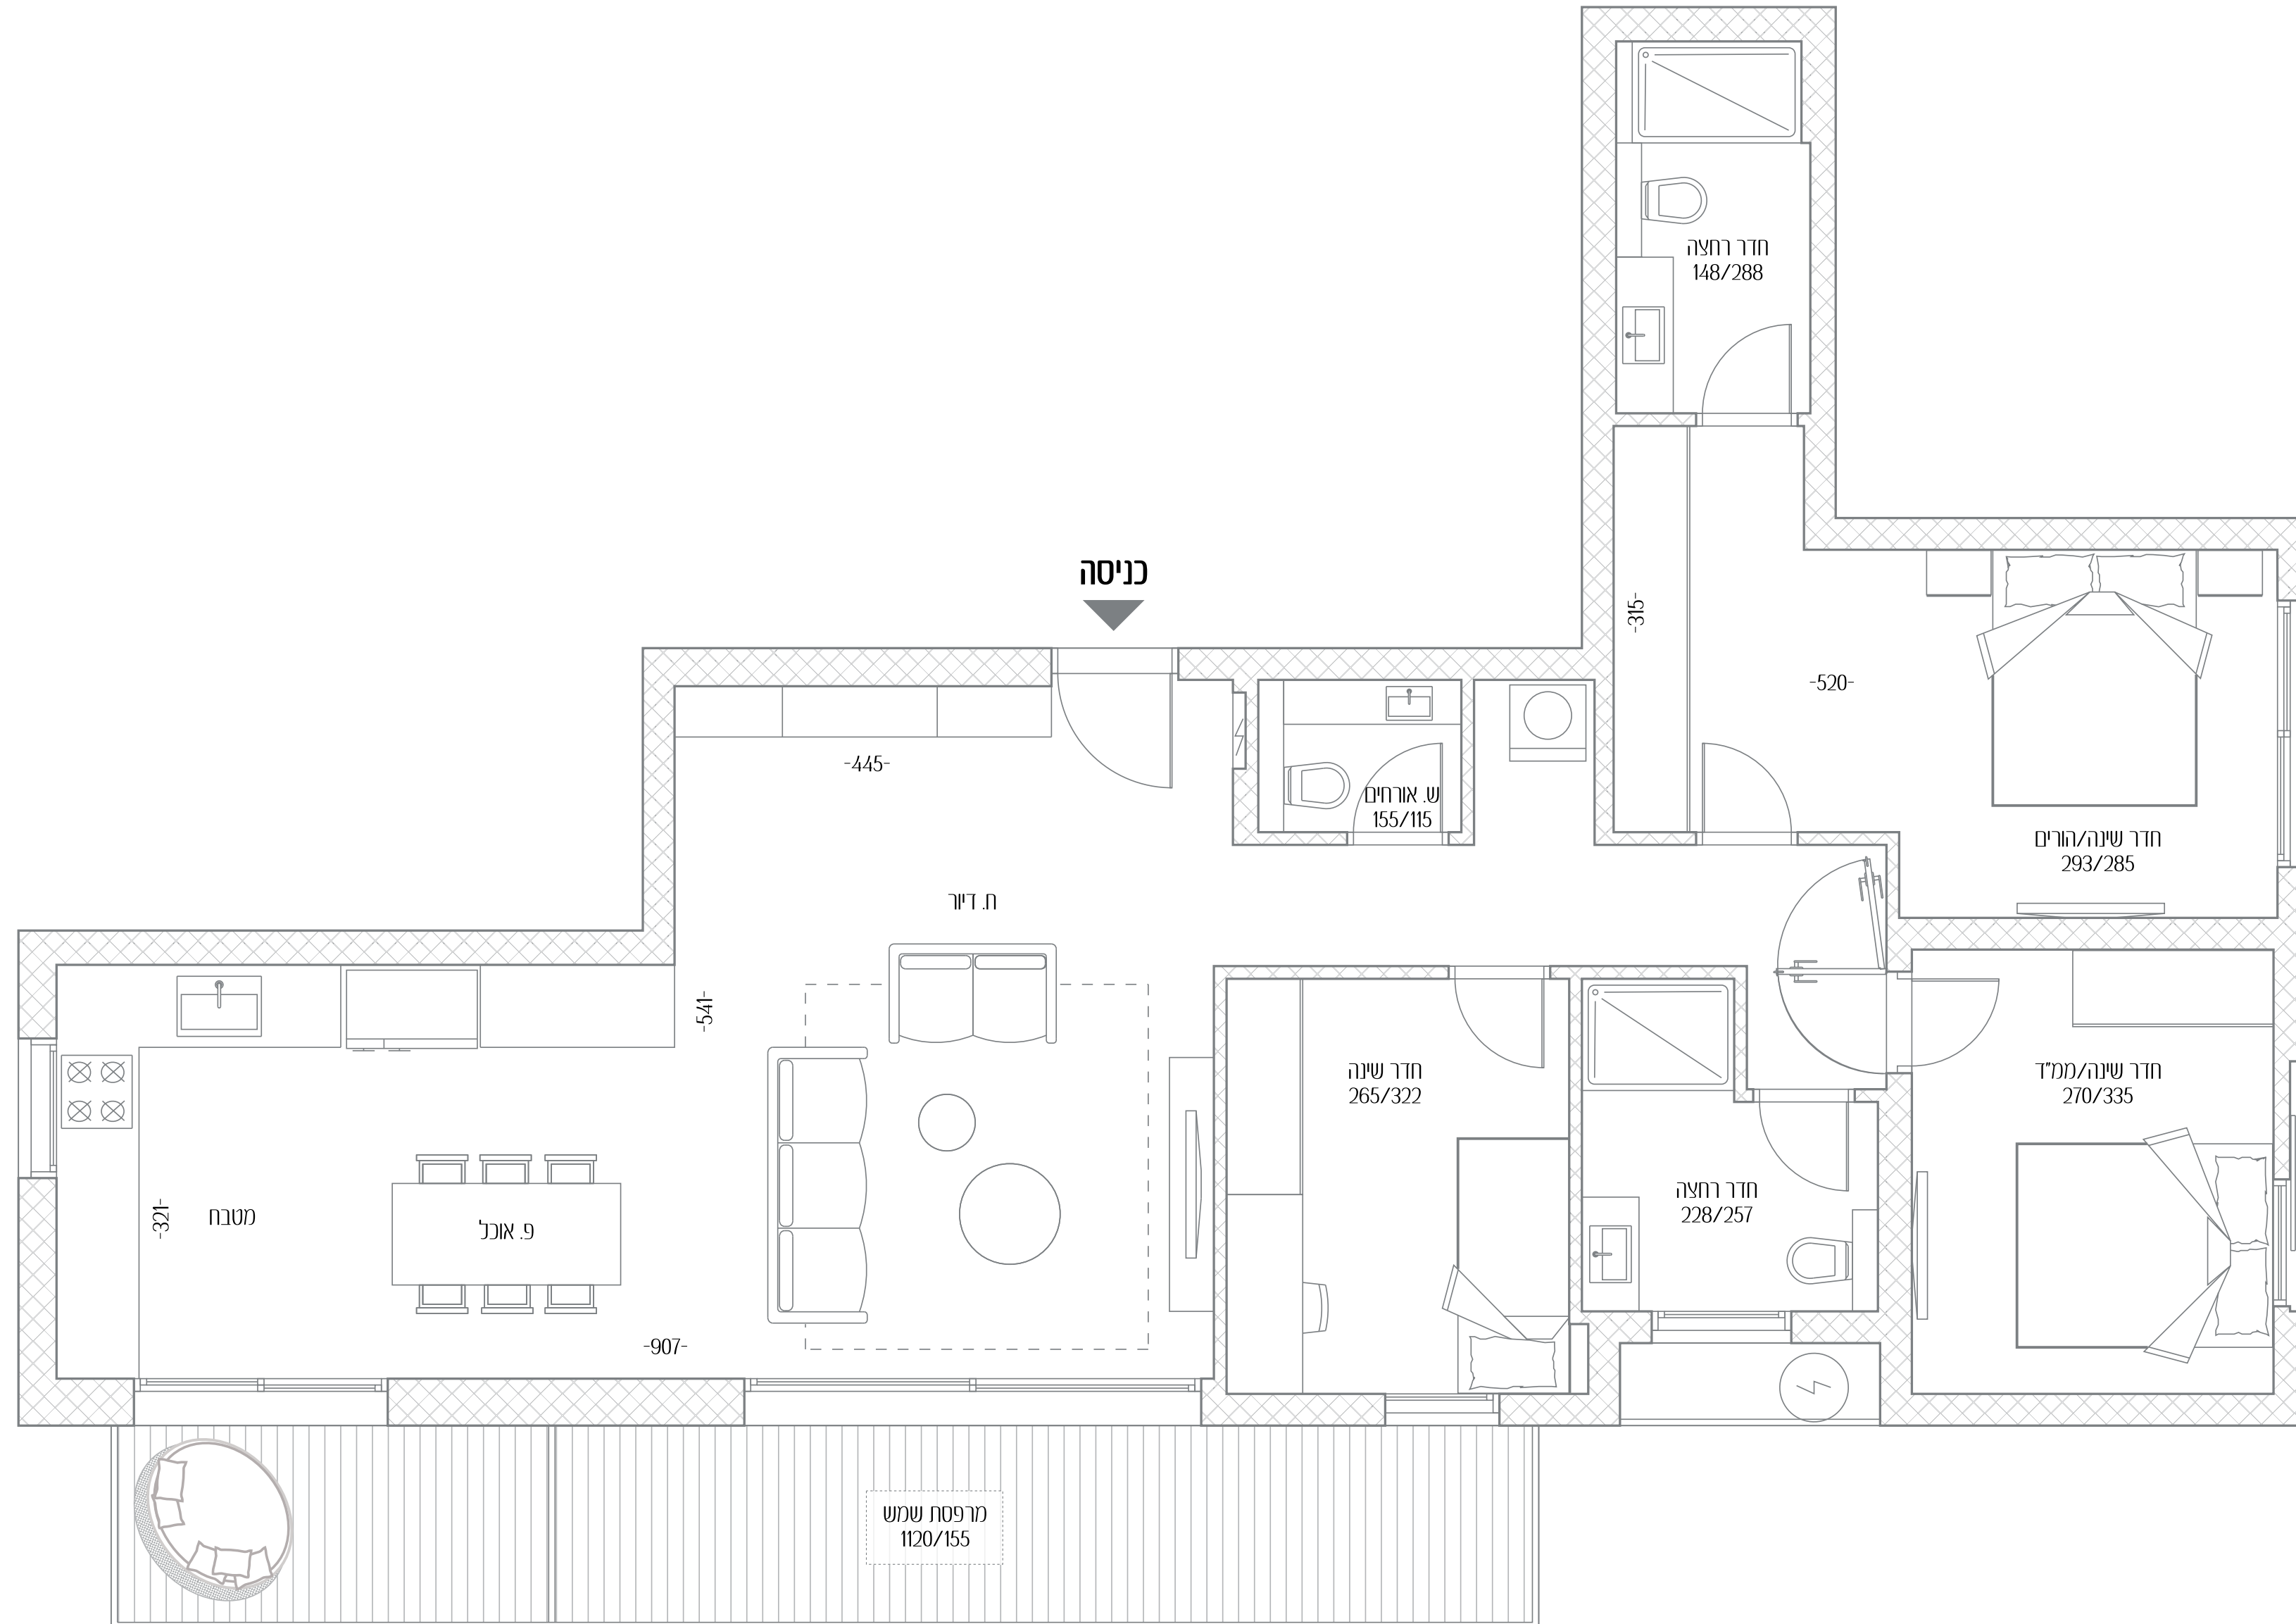 חדר רחצה
148/288
כניסה
-315-
-520-
-445-
ש. אורחים
155/115
חדר שינה/הורים
293/285
ח. דיור
-541-
חדר שינה
265/322
חדר שינה/ממ"ד
270/335
חדר רחצה
228/257
-321-
מטבח
פ. אוכל
-907-
מרפסת שמש
1120/155